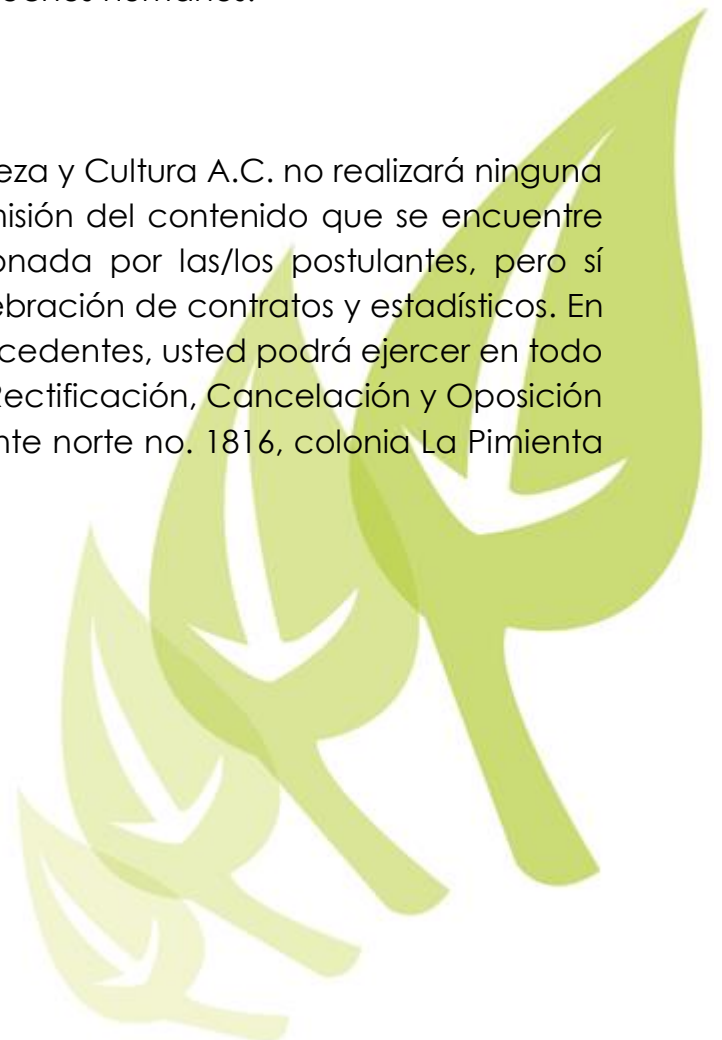 humanos.
eza y Cultura A.C. no realizará ninguna
misión del contenido que se encuentre
onada por las/los postulantes, pero sí
ebración de contratos y estadísticos. En
cedentes, usted podrá ejercer en todo
Rectificación, Cancelación y Oposición
nte norte no. 1816, colonia La Pimienta